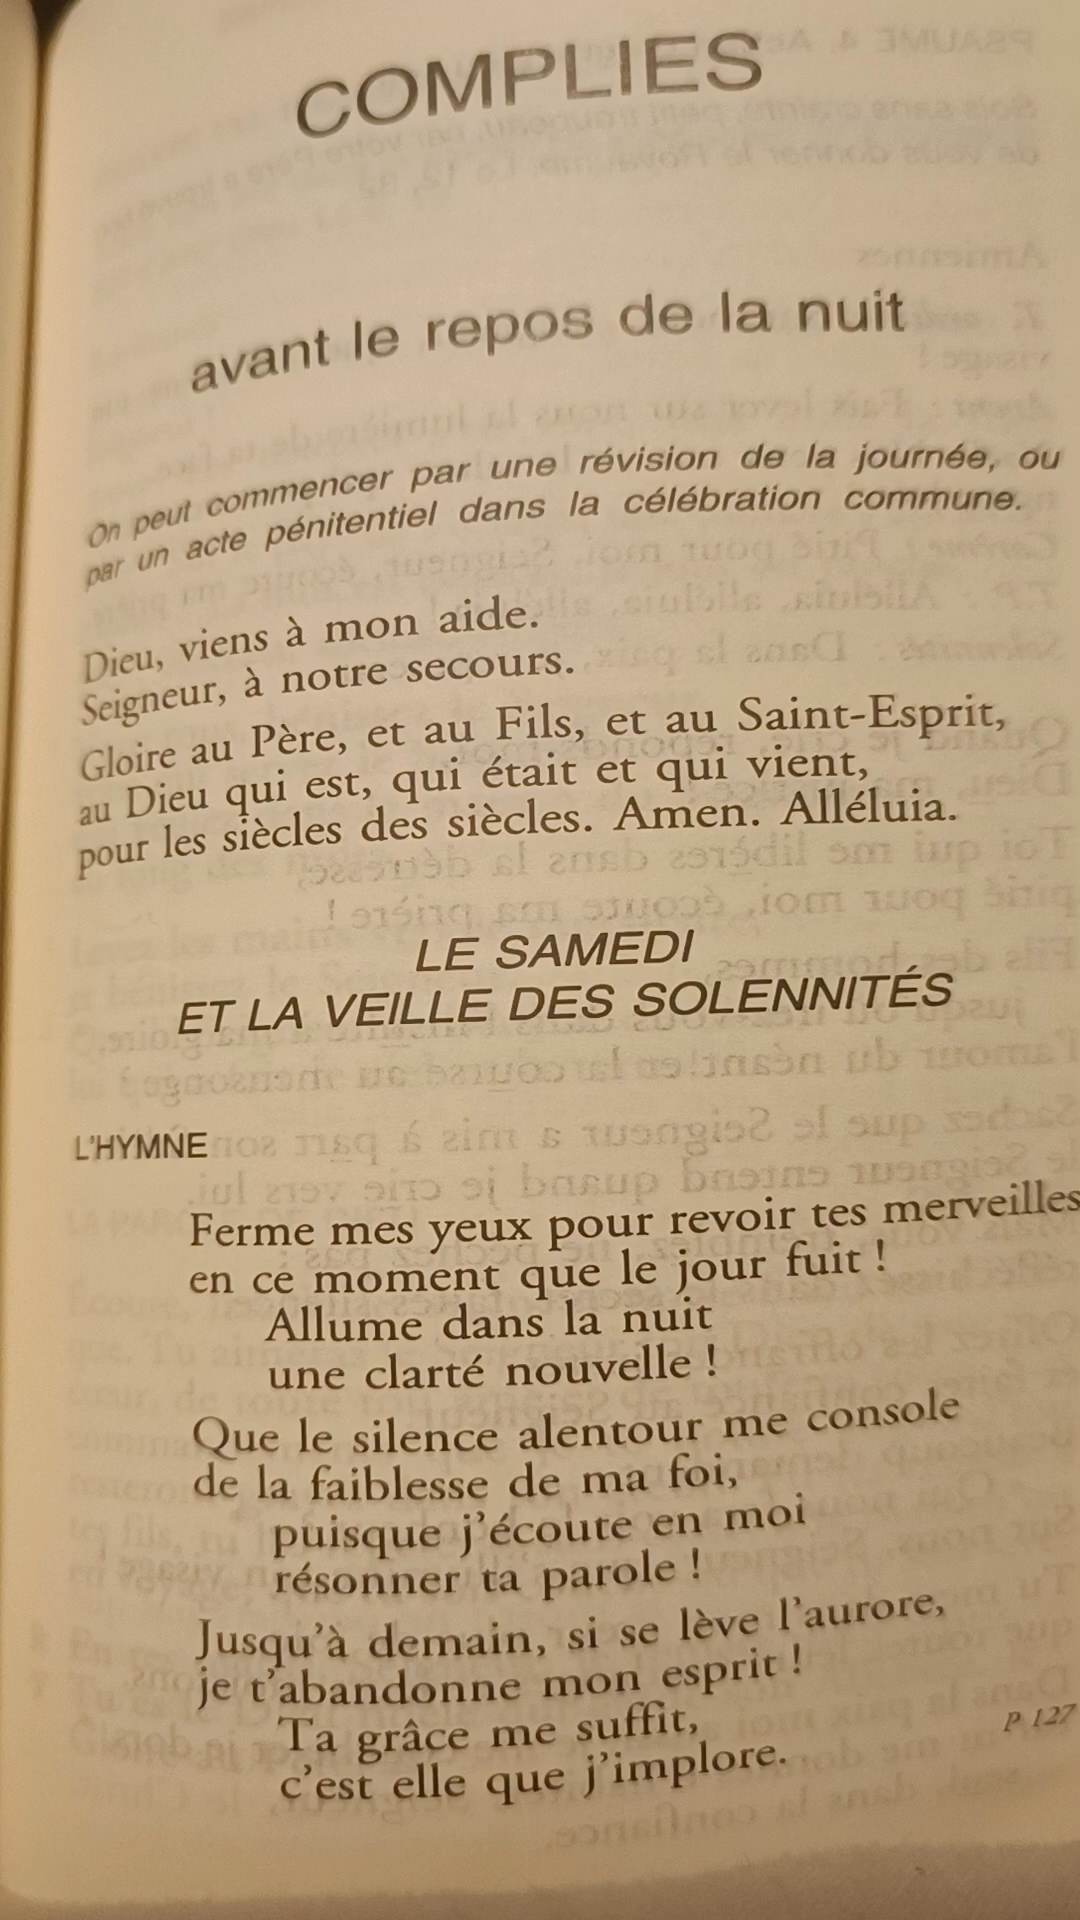 COMPLIES
avant le repos de la nuit
On peut commencer par une révision de la journée, ou
par un acte pénitentiel dans la célébration commune.
Dieu, viens à mon aide.
Seigneur, à notre secours.
Gloire au Père, et au Fils, et au Saint-Esprit,
au Dieu qui est, qui était et qui vient,
pour les siècles des siècles. Amen. Alléluia.
LE SAMEDI
ET LA VEILLE DES SOLENNITÉS
L'HYMNE
Ferme mes yeux pour revoir tes merveilles
en ce moment que le jour fuit !
Allume dans la nuit
une clarté nouvelle !
Que le silence alentour me console
de la faiblesse de ma foi,
puisque j'écoute en moi
résonner ta parole !
Jusqu'à demain, si se lève l'aurore,
je t'abandonne mon esprit !
Ta grâce me suffit,
c'est elle que j'implore.
P 127